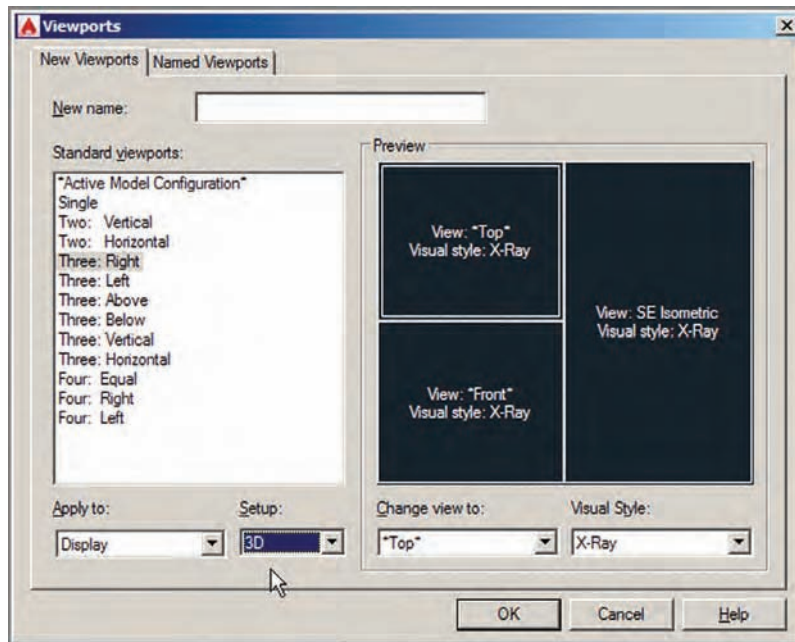 Viewports
New Viewports
Named Viewports
New name:
Standard viewports:
*Active Model Configuration*
Single
Two: Vertical
Two: Horizontal
Three: Right
Three: Left
Three: Above
Three: Below
Three: Vertical
Three: Horizontal
Four: Equal
Four: Right
Four: Left
Apply to:
Display
Setup:
3D
Preview
View: *Top*
Visual style: X-Ray
View: *Front*
Visual style: X-Ray
View: SE Isometric
Visual style: X-Ray
Change view to:
*Top*
Visual Style:
X-Ray
OK
Cancel
Help